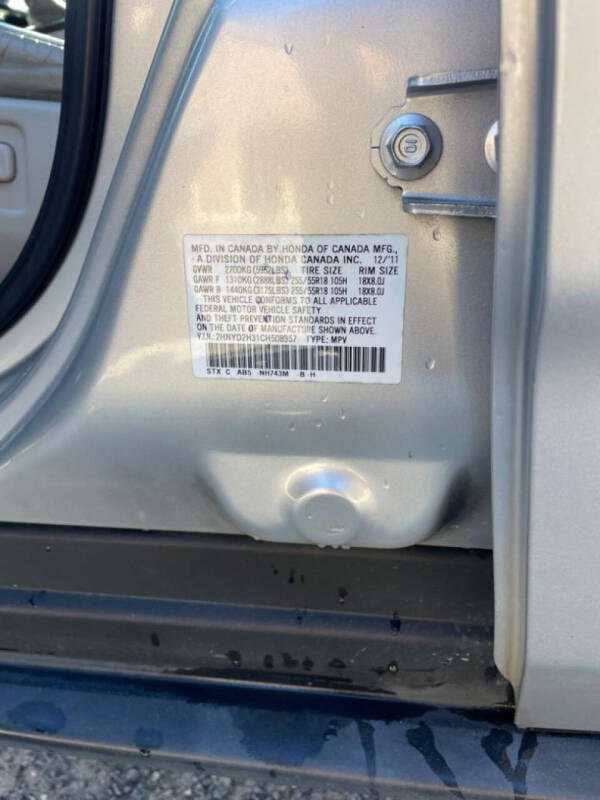 MFD. IN CANADA BY HONDA OF CANADA MFG.,
A DIVISION OF HONDA CANADA INC. 12/'11
GVWR 2700KG(5952LBS) TIRE SIZE RIM SIZE
GAWR F 1310KG(2888LBS) 255/55R18 105H 18X8.0J
GAWR R 1440KG(3175LBS) 255/55R18 105H 18X8.0J
THIS VEHICLE CONFORMS TO ALL APPLICABLE
FEDERAL MOTOR VEHICLE SAFETY
AND THEFT PREVENTION STANDARDS IN EFFECT
ON THE DATE OF MANUFACTURE SHOWN ABOVE.
V.I.N. 2HNYD2H31CH508557 TYPE: MPV
STX C AB5 NH743M B H